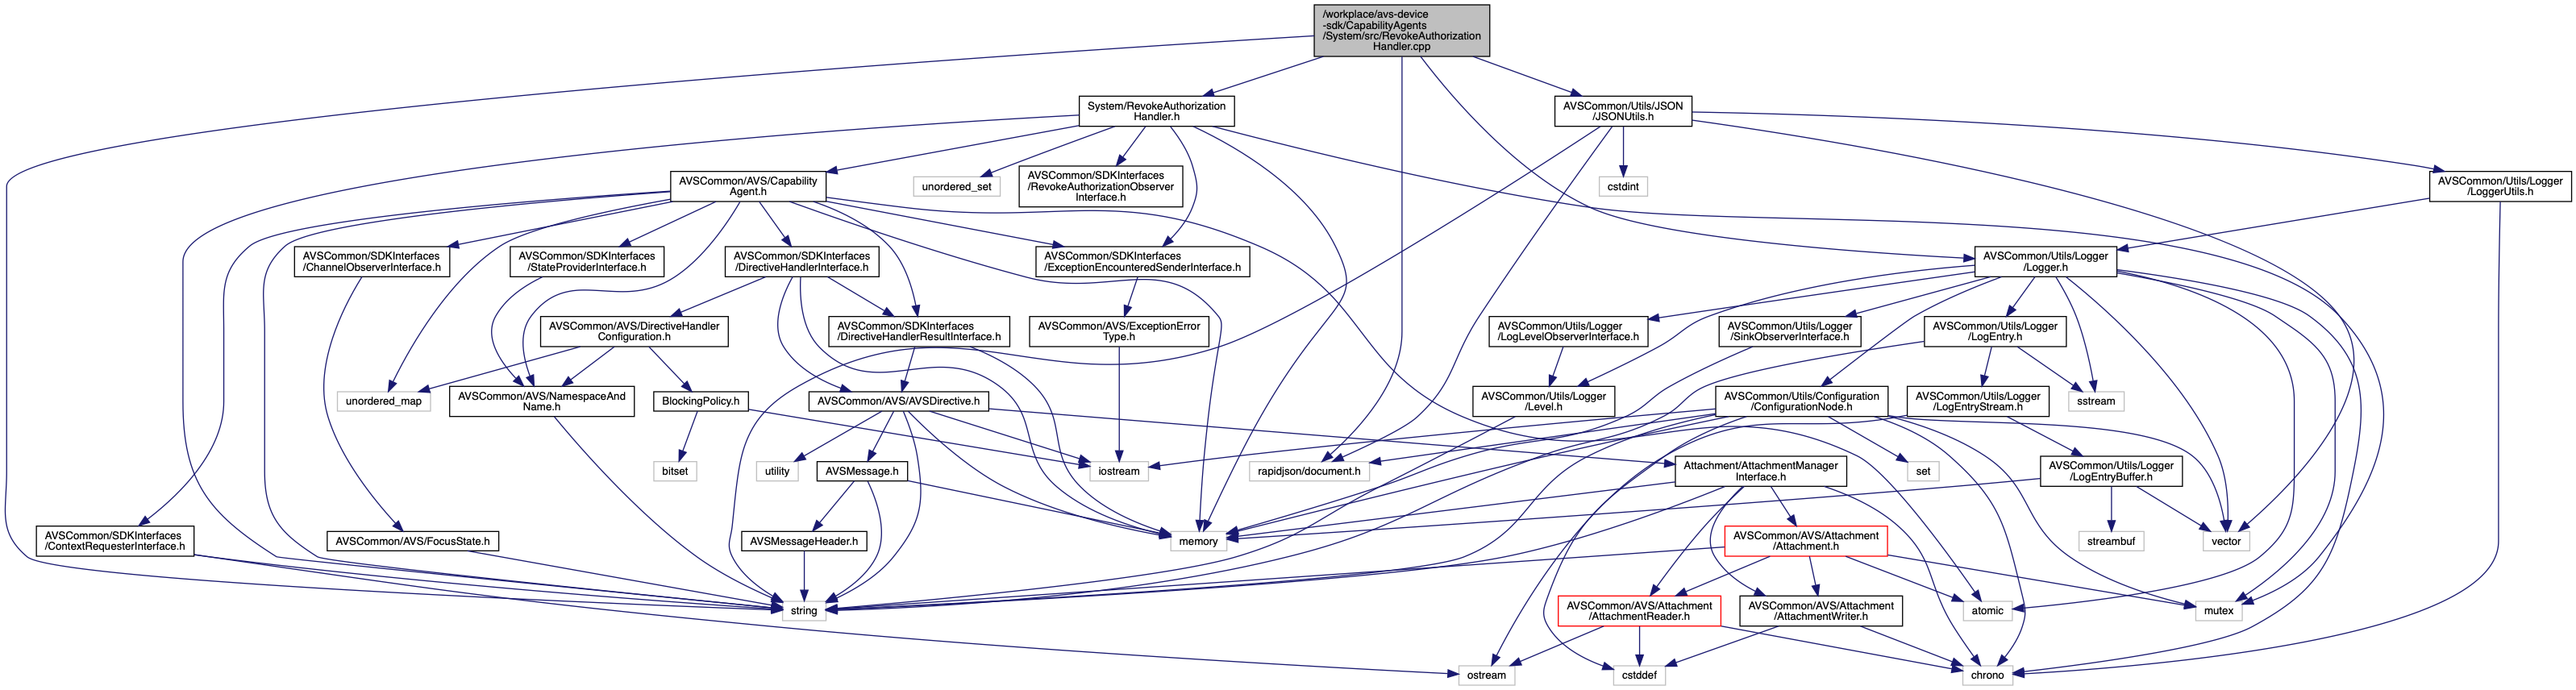 /workplace/avs-device
-sdk/CapabilityAgents
/System/src/RevokeAuthorization
Handler.cpp
System/RevokeAuthorization
Handler.h
AVSCommon/Utils/JSON
/JSONUtils.h
AVSCommon/AVS/Capability
Agent.h
unordered_set
AVSCommon/SDKInterfaces
/RevokeAuthorizationObserver
Interface.h
cstdint
AVSCommon/Utils/Logger
/LoggerUtils.h
AVSCommon/SDKInterfaces
/ChannelObserverInterface.h
AVSCommon/SDKInterfaces
/StateProviderInterface.h
AVSCommon/SDKInterfaces
/DirectiveHandlerInterface.h
AVSCommon/SDKInterfaces
/ExceptionEncounteredSenderInterface.h
AVSCommon/Utils/Logger
/Logger.h
AVSCommon/AVS/DirectiveHandler
Configuration.h
AVSCommon/SDKInterfaces
/DirectiveHandlerResultInterface.h
AVSCommon/AVS/ExceptionError
Type.h
AVSCommon/Utils/Logger
/LogLevelObserverInterface.h
AVSCommon/Utils/Logger
/SinkObserverInterface.h
AVSCommon/Utils/Logger
/LogEntry.h
unordered_map
AVSCommon/AVS/NamespaceAnd
Name.h
BlockingPolicy.h
AVSCommon/AVS/AVSDirective.h
AVSCommon/Utils/Logger
/Level.h
AVSCommon/Utils/Configuration
/ConfigurationNode.h
AVSCommon/Utils/Logger
/LogEntryStream.h
sstream
bitset
utility
AVSMessage.h
iostream
rapidjson/document.h
Attachment/AttachmentManager
Interface.h
set
AVSCommon/Utils/Logger
/LogEntryBuffer.h
AVSCommon/SDKInterfaces
/ContextRequesterInterface.h
AVSCommon/AVS/FocusState.h
AVSMessageHeader.h
memory
AVSCommon/AVS/Attachment
/Attachment.h
streambuf
vector
string
AVSCommon/AVS/Attachment
/AttachmentReader.h
AVSCommon/AVS/Attachment
/AttachmentWriter.h
atomic
mutex
ostream
cstddef
chrono